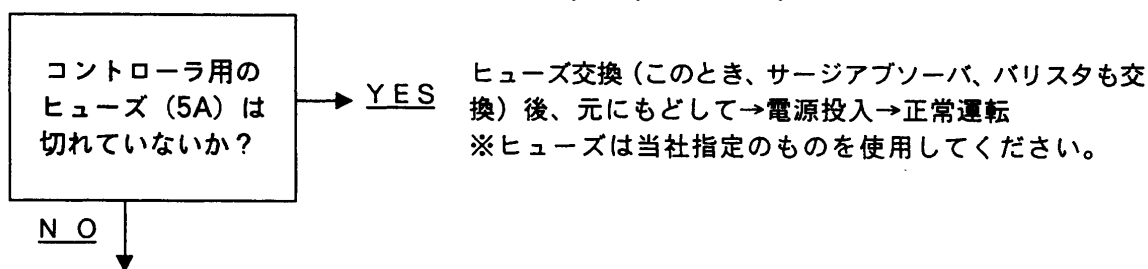 コントローラ用の
ヒューズ（5A）は
切れていないか？
YES
ヒューズ交換（このとき、サージアブソーバ、バリスタも交
換）後、元にもどして→電源投入→正常運転
※ヒューズは当社指定のものを使用してください。
NO